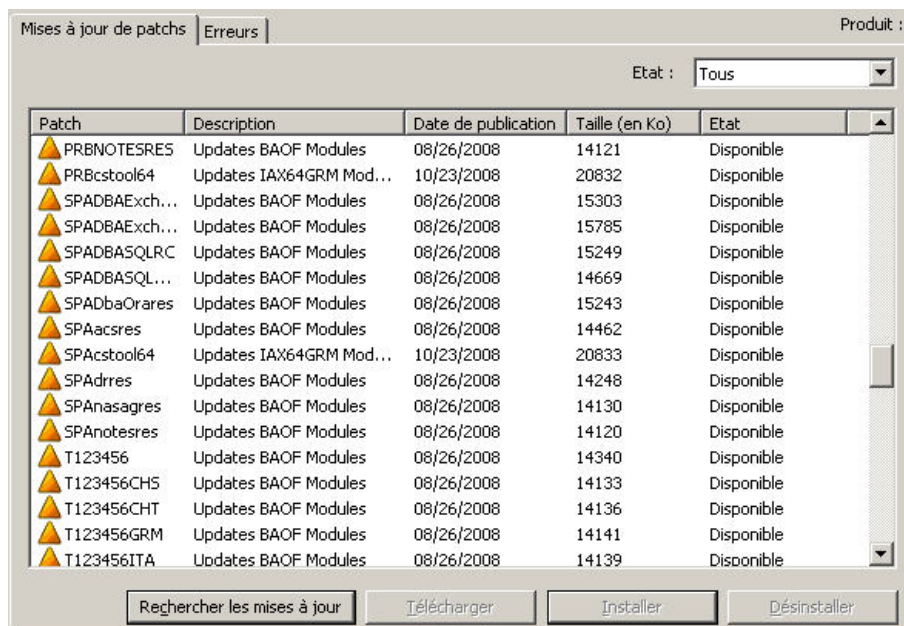 Mises à jour de patchs Erreurs Produit :
Etat : Tous
Patch Description Date de publication Taille (en Ko) Etat
PRBNOTESRES Updates BAOF Modules 08/26/2008 14121 Disponible
PRBcstool64 Updates IAX64GRM Mod... 10/23/2008 20832 Disponible
SPADBAExch... Updates BAOF Modules 08/26/2008 15303 Disponible
SPADBAExch... Updates BAOF Modules 08/26/2008 15785 Disponible
SPADBASQLRC Updates BAOF Modules 08/26/2008 15249 Disponible
SPADBASQL... Updates BAOF Modules 08/26/2008 14669 Disponible
SPADbaOrares Updates BAOF Modules 08/26/2008 15243 Disponible
SPAacsres Updates BAOF Modules 08/26/2008 14462 Disponible
SPAcstool64 Updates IAX64GRM Mod... 10/23/2008 20833 Disponible
SPAdrres Updates BAOF Modules 08/26/2008 14248 Disponible
SPAnasagres Updates BAOF Modules 08/26/2008 14130 Disponible
SPAnotesres Updates BAOF Modules 08/26/2008 14120 Disponible
T123456 Updates BAOF Modules 08/26/2008 14340 Disponible
T123456CHS Updates BAOF Modules 08/26/2008 14133 Disponible
T123456CHT Updates BAOF Modules 08/26/2008 14136 Disponible
T123456GRM Updates BAOF Modules 08/26/2008 14141 Disponible
T123456ITA Updates BAOF Modules 08/26/2008 14139 Disponible
Rechercher les mises à jour Télécharger Installer Désinstaller